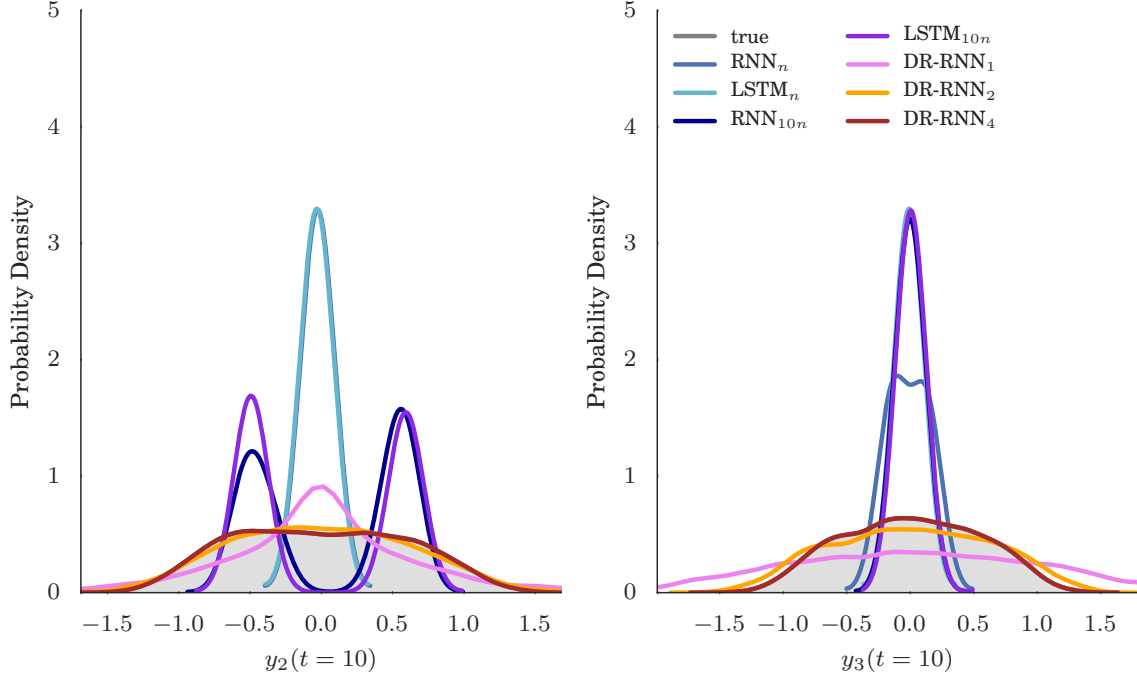 5
4
3
2
1
0
Probability Density
−1.5 −1.0 −0.5 0.0 0.5 1.0 1.5
y₂(t = 10)
5
4
3
2
1
0
Probability Density
−1.5 −1.0 −0.5 0.0 0.5 1.0 1.5
y₃(t = 10)
true
RNNₙ
LSTMₙ
RNN₁₀ₙ
LSTM₁₀ₙ
DR-RNN₁
DR-RNN₂
DR-RNN₄